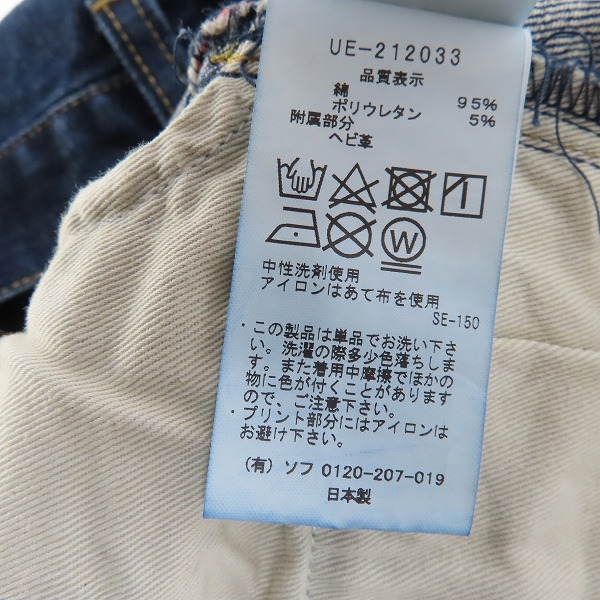 UE-212033
品質表示
綿 95%
ポリウレタン 5%
附属部分
ヘビ革
W
中性洗剤使用
アイロンはあて布を使用
SE-150
・この製品は単品でお洗い下さ
い。洗濯の際多少色落ちしま
す。また着用中摩擦でほかの
物に色が付くことがあります
ので、ご注意下さい。
・プリント部分にはアイロンは
お避け下さい。
(有) ソフ 0120-207-019
日本製